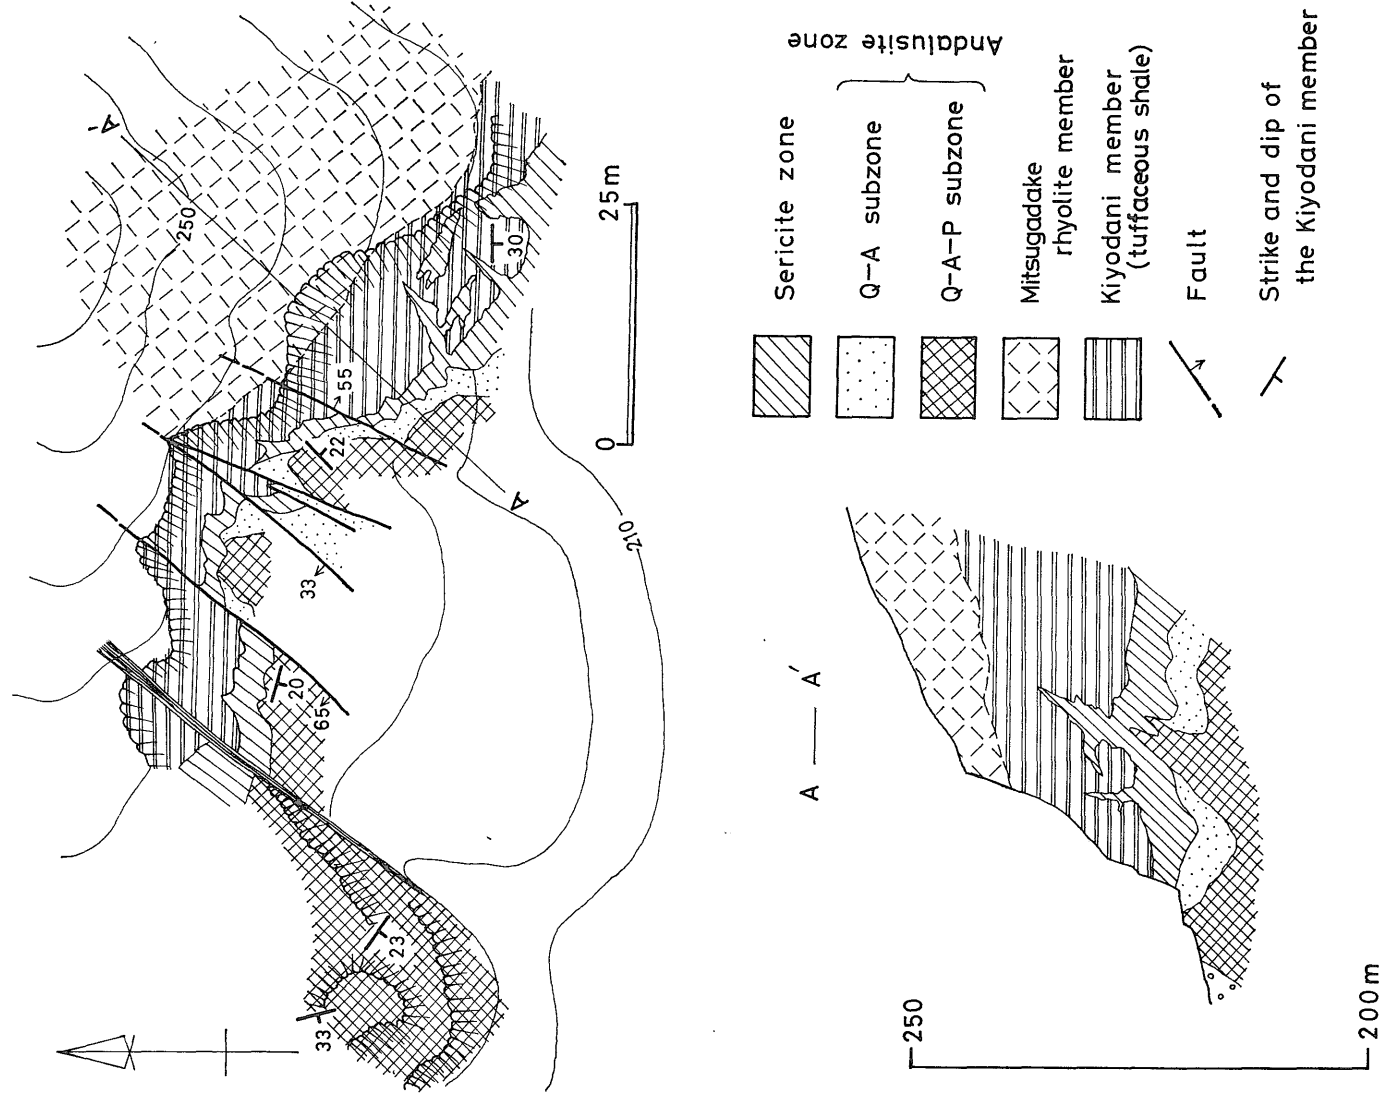 A'
250
30
55
22
A
33
20
65
23
33
210
0
25m
Sericite zone
Q-A subzone
Q-A-P subzone
Andalusite zone
Mitsugadake
rhyolite member
Kiyodani member
(tuffaceous shale)
Fault
Strike and dip of
the Kiyodani member
A — A'
250
200m